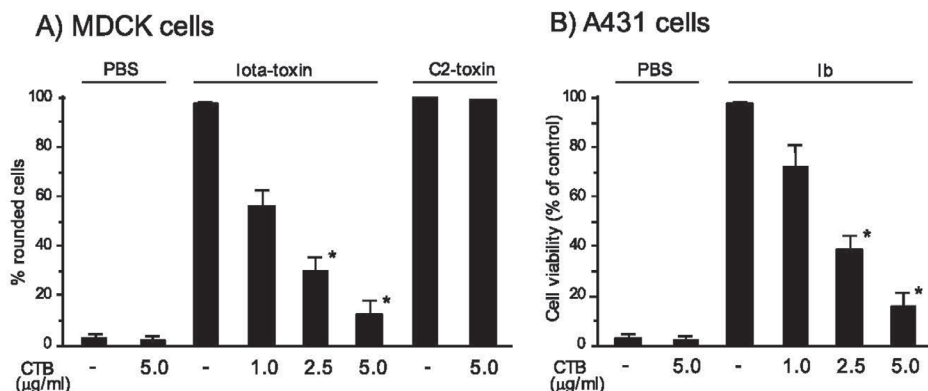 A) MDCK cells
PBS Iota-toxin C2-toxin
% rounded cells
100
80
60
40
20
0
CTB - 5.0 - 1.0 2.5 5.0 - 5.0
(µg/ml)
* *
B) A431 cells
PBS Ib
Cell viability (% of control)
100
80
60
40
20
0
CTB - 5.0 - 1.0 2.5 5.0
(µg/ml)
* *